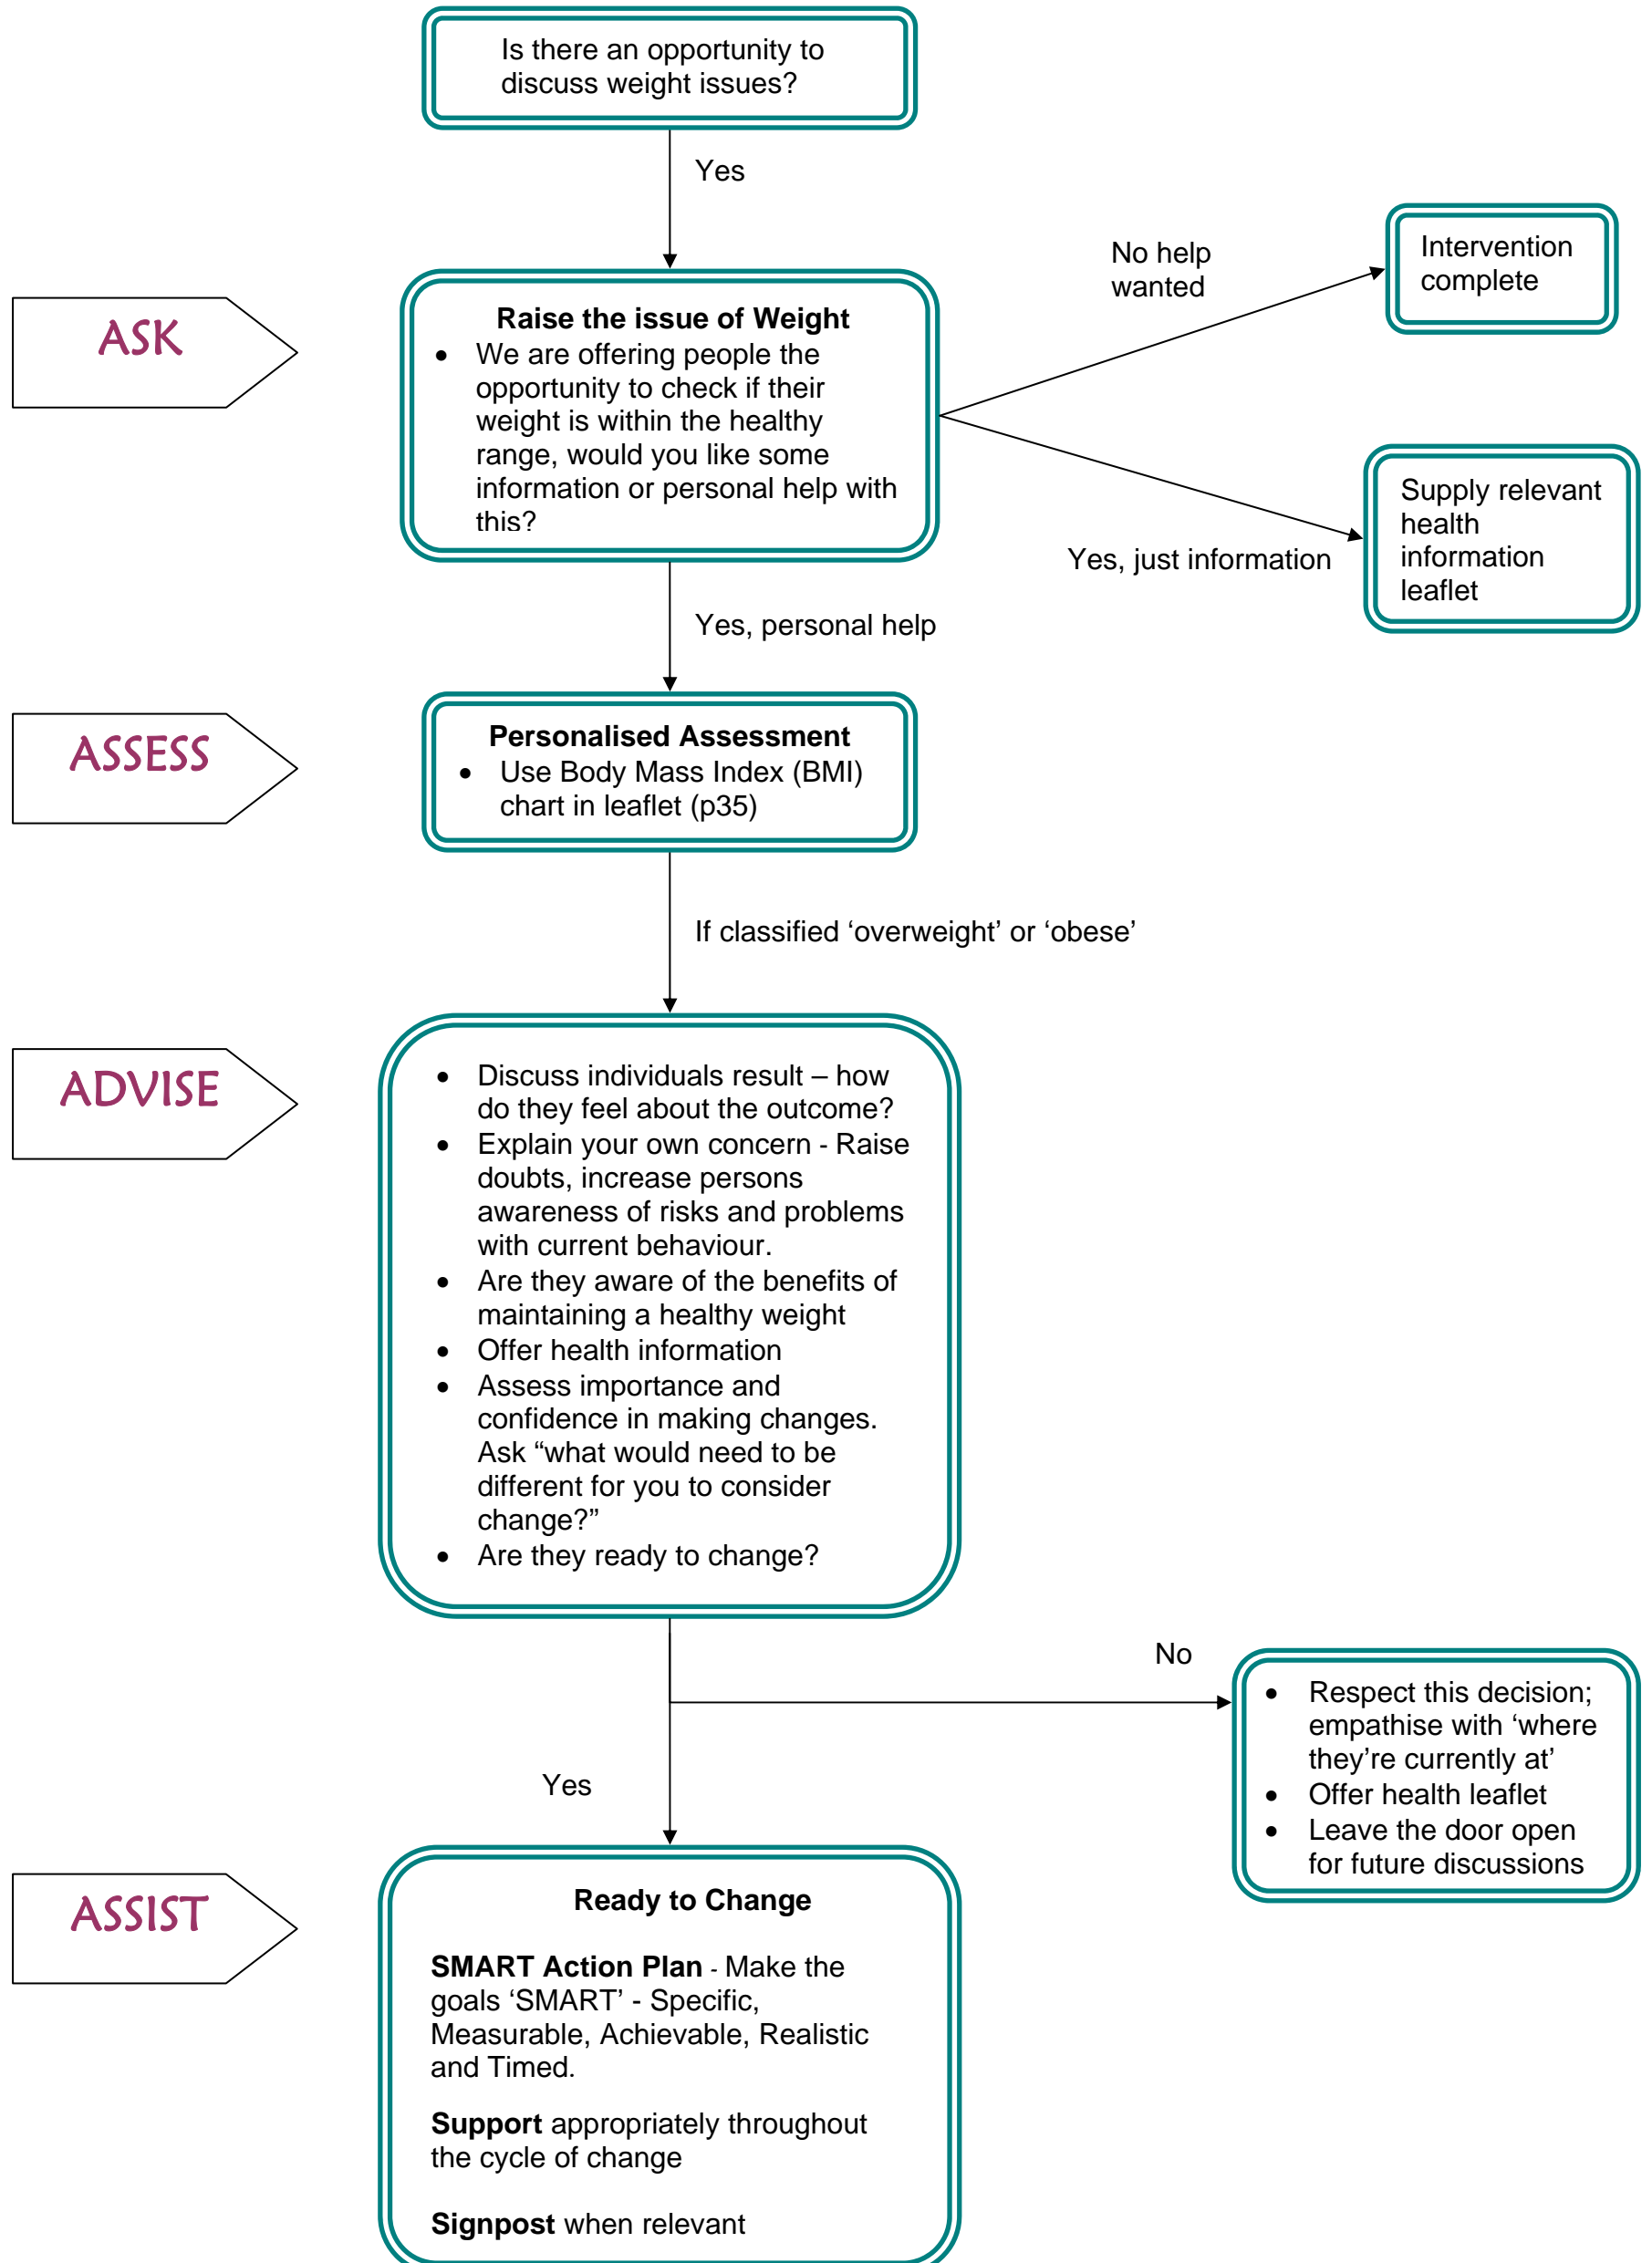 Is there an opportunity to
discuss weight issues?
Yes
No help
wanted
Intervention
complete
ASK
Raise the issue of Weight
• We are offering people the
opportunity to check if their
weight is within the healthy
range, would you like some
information or personal help with
this?
Supply relevant
health
information
leaflet
Yes, just information
Yes, personal help
ASSESS
Personalised Assessment
• Use Body Mass Index (BMI)
chart in leaflet (p35)
If classified ‘overweight’ or ‘obese’
ADVISE
• Discuss individuals result – how
do they feel about the outcome?
• Explain your own concern - Raise
doubts, increase persons
awareness of risks and problems
with current behaviour.
• Are they aware of the benefits of
maintaining a healthy weight
• Offer health information
• Assess importance and
confidence in making changes.
Ask “what would need to be
different for you to consider
change?”
• Are they ready to change?
No
• Respect this decision;
empathise with ‘where
they’re currently at’
• Offer health leaflet
• Leave the door open
for future discussions
Yes
ASSIST
Ready to Change
SMART Action Plan - Make the
goals ‘SMART’ - Specific,
Measurable, Achievable, Realistic
and Timed.
Support appropriately throughout
the cycle of change
Signpost when relevant